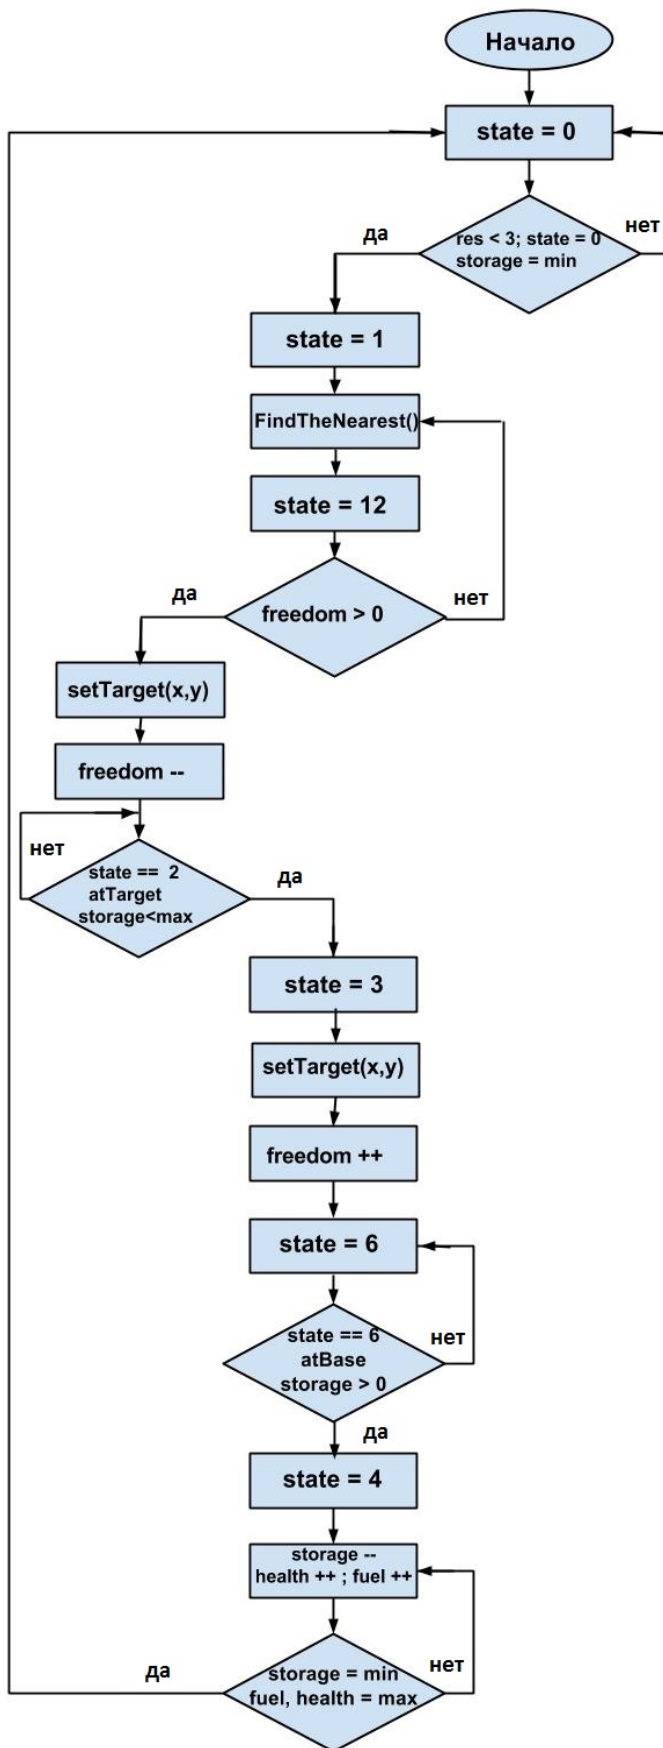 Начало
state = 0
да
нет
res < 3; state = 0
storage = min
state = 1
FindTheNearest()
state = 12
да
freedom > 0
нет
setTarget(x,y)
freedom --
нет
state == 2
atTarget
storage<max
да
state = 3
setTarget(x,y)
freedom ++
state = 6
state == 6
atBase
storage > 0
нет
да
state = 4
storage --
health ++ ; fuel ++
да
storage = min
fuel, health = max
нет